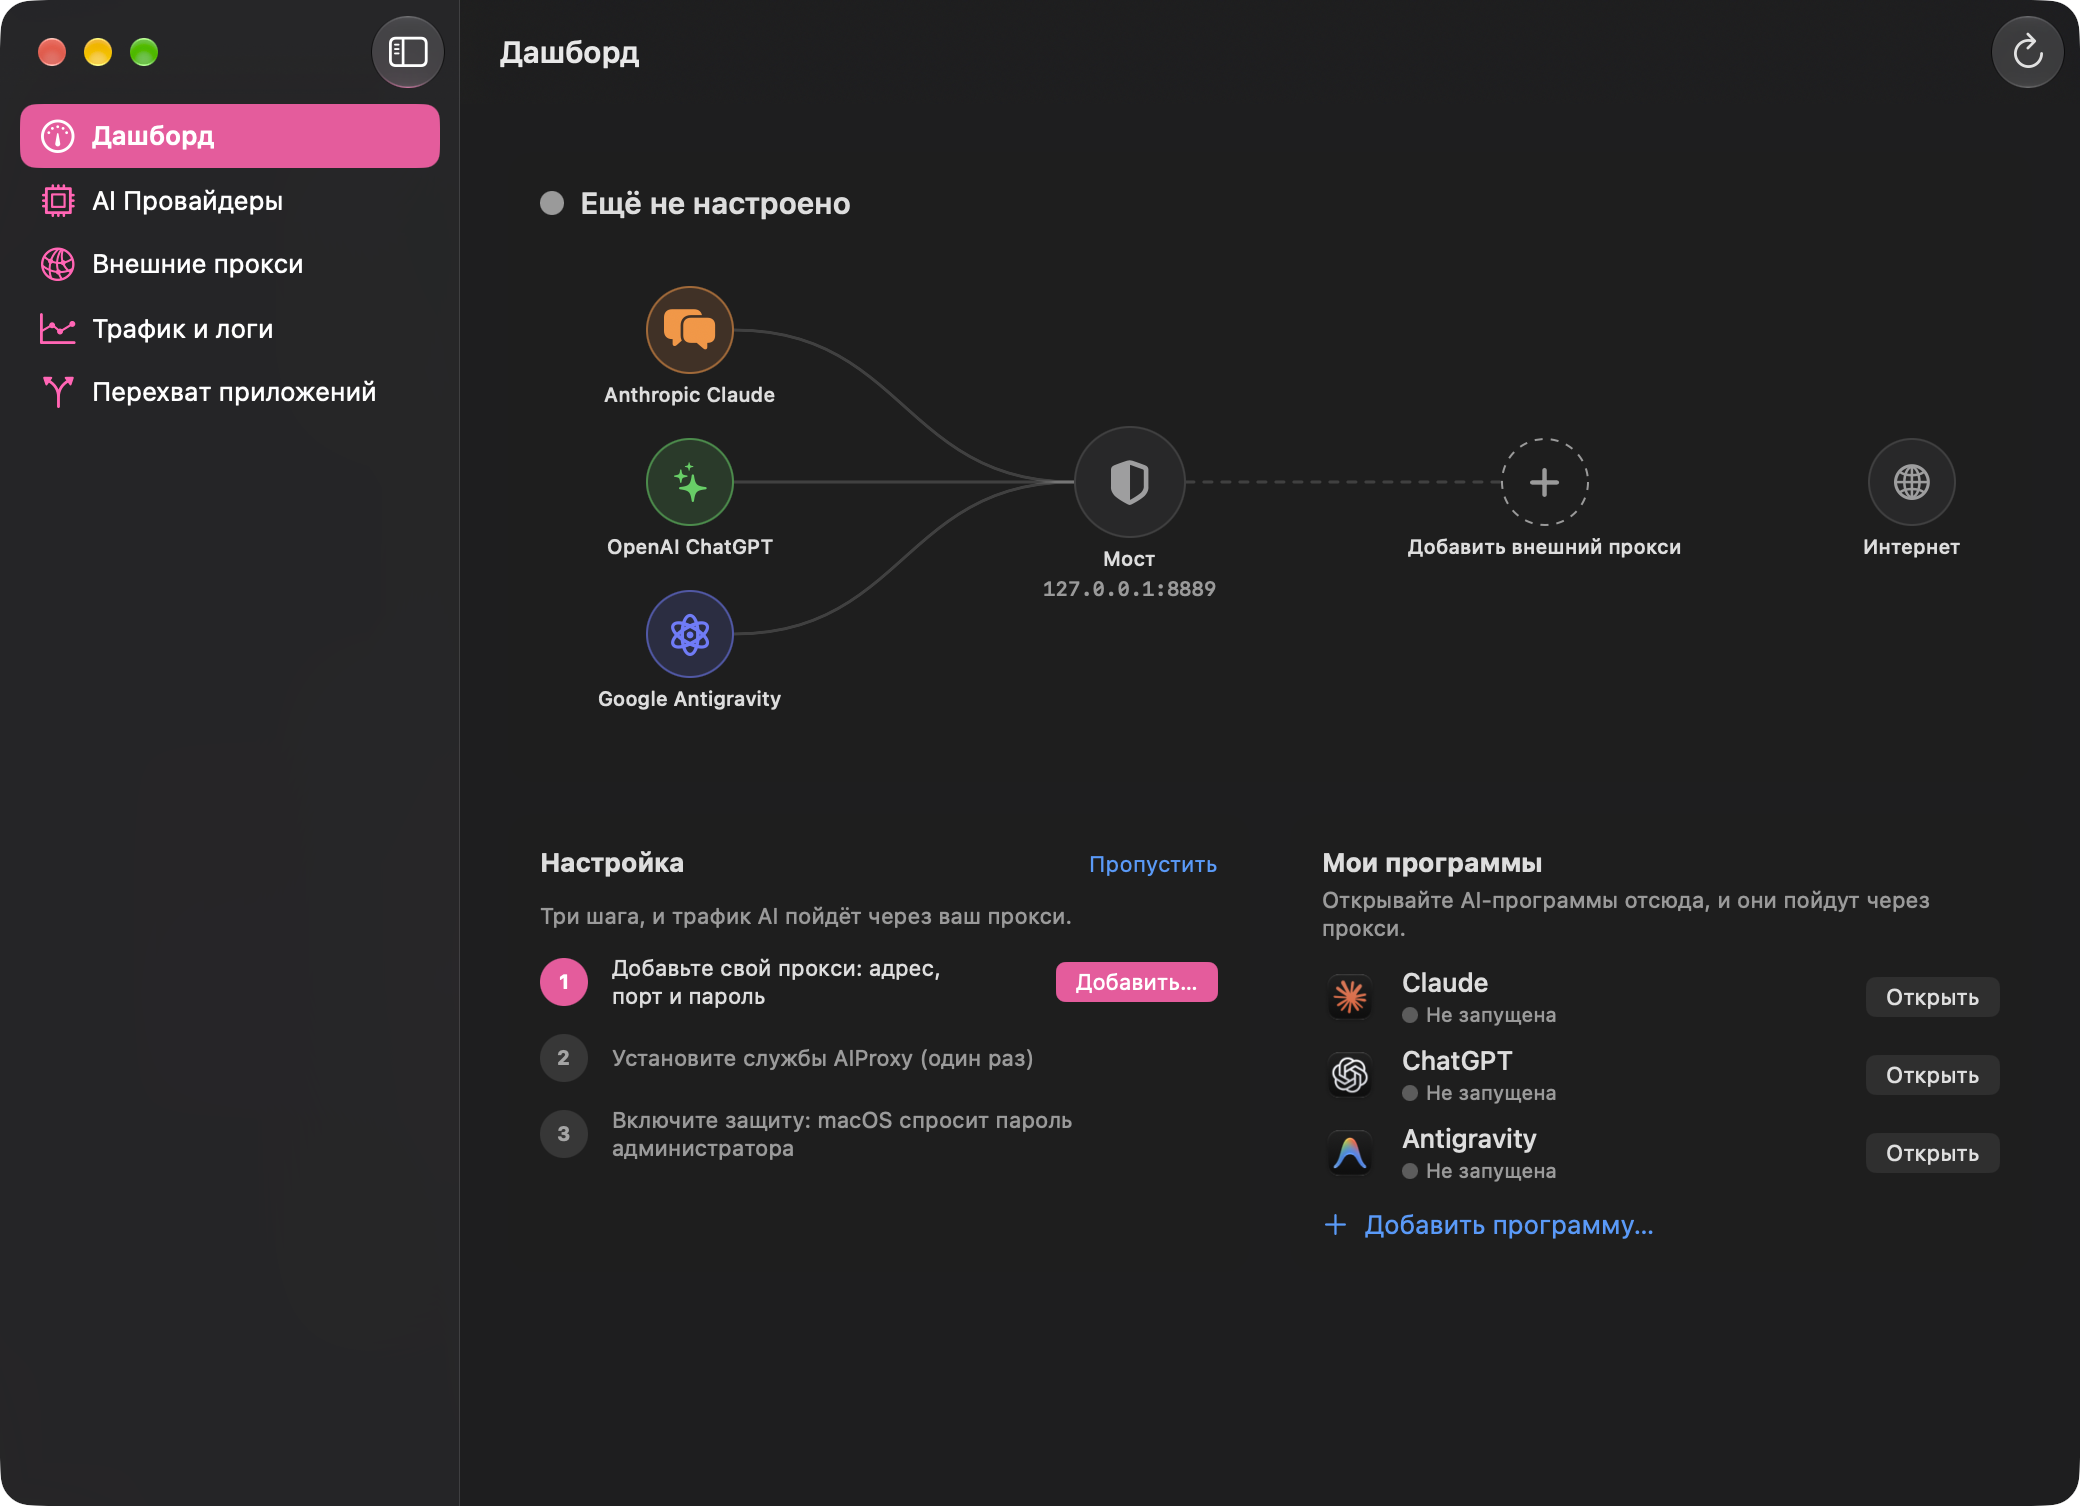 Дашборд
Дашборд
AI Провайдеры
Внешние прокси
Трафик и логи
Перехват приложений
Ещё не настроено
Anthropic Claude
OpenAI ChatGPT
Google Antigravity
Мост
127.0.0.1:8889
Добавить внешний прокси
Интернет
Настройка
Пропустить
Три шага, и трафик AI пойдёт через ваш прокси.
1
Добавьте свой прокси: адрес,
порт и пароль
Добавить...
2
Установите службы AIProxy (один раз)
3
Включите защиту: macOS спросит пароль
администратора
Мои программы
Открывайте AI-программы отсюда, и они пойдут через
прокси.
Claude
Не запущена
Открыть
ChatGPT
Не запущена
Открыть
Antigravity
Не запущена
Открыть
Добавить программу...